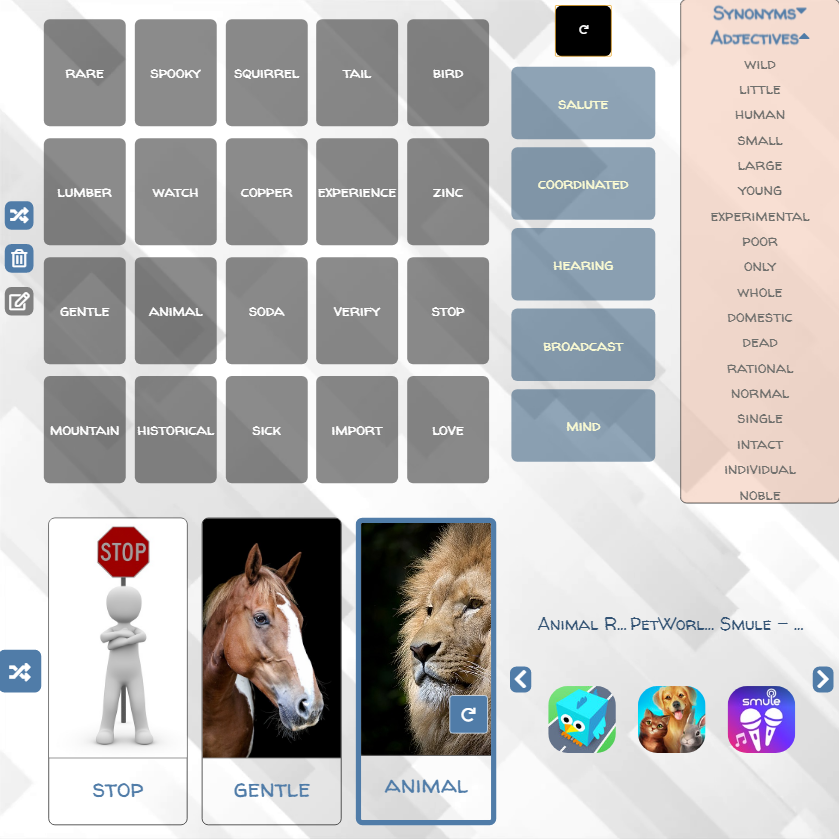 RARE
SPOOKY
SQUIRREL
TAIL
BIRD
LUMBER
WATCH
COPPER
EXPERIENCE
ZINC
GENTLE
ANIMAL
SODA
VERIFY
STOP
MOUNTAIN
HISTORICAL
SICK
IMPORT
LOVE
SALUTE
COORDINATED
HEARING
BROADCAST
MIND
SYNONYMS
ADJECTIVES
WILD
LITTLE
HUMAN
SMALL
LARGE
YOUNG
EXPERIMENTAL
POOR
ONLY
WHOLE
DOMESTIC
DEAD
RATIONAL
NORMAL
SINGLE
INTACT
INDIVIDUAL
NOBLE
STOP
STOP
GENTLE
ANIMAL
ANIMAL R... PETWORL... SMULE – ...
smule